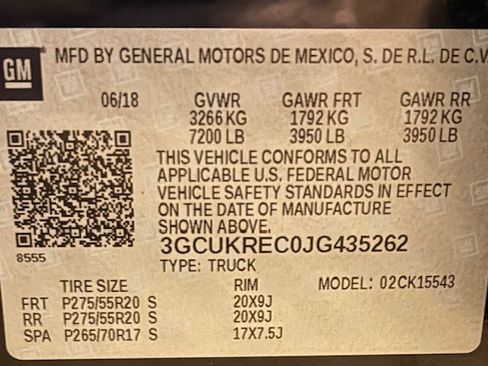 GM MFD BY GENERAL MOTORS DE MEXICO, S. DE R.L. DE C.V
06/18 GVWR GAWR FRT GAWR RR
3266 KG 1792 KG 1792 KG
7200 LB 3950 LB 3950 LB
THIS VEHICLE CONFORMS TO ALL
APPLICABLE U.S. FEDERAL MOTOR
VEHICLE SAFETY STANDARDS IN EFFECT
ON THE DATE OF MANUFACTURE
SHOWN ABOVE.
3GCUKREC0JG435262
8555
TYPE: TRUCK
TIRE SIZE RIM MODEL: 02CK15543
FRT P275/55R20 S 20X9J
RR P275/55R20 S 20X9J
SPA P265/70R17 S 17X7.5J